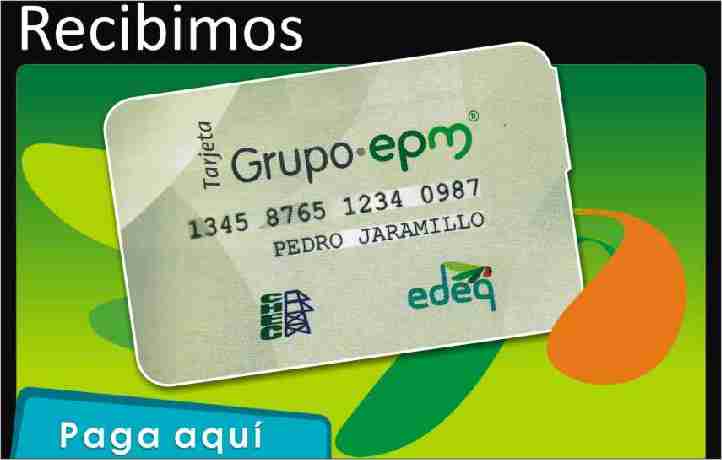 Recibimos
Tarjeta
Grupo·epm®
1345 8765 1234 0987
PEDRO JARAMILLO
edeq
Paga aquí